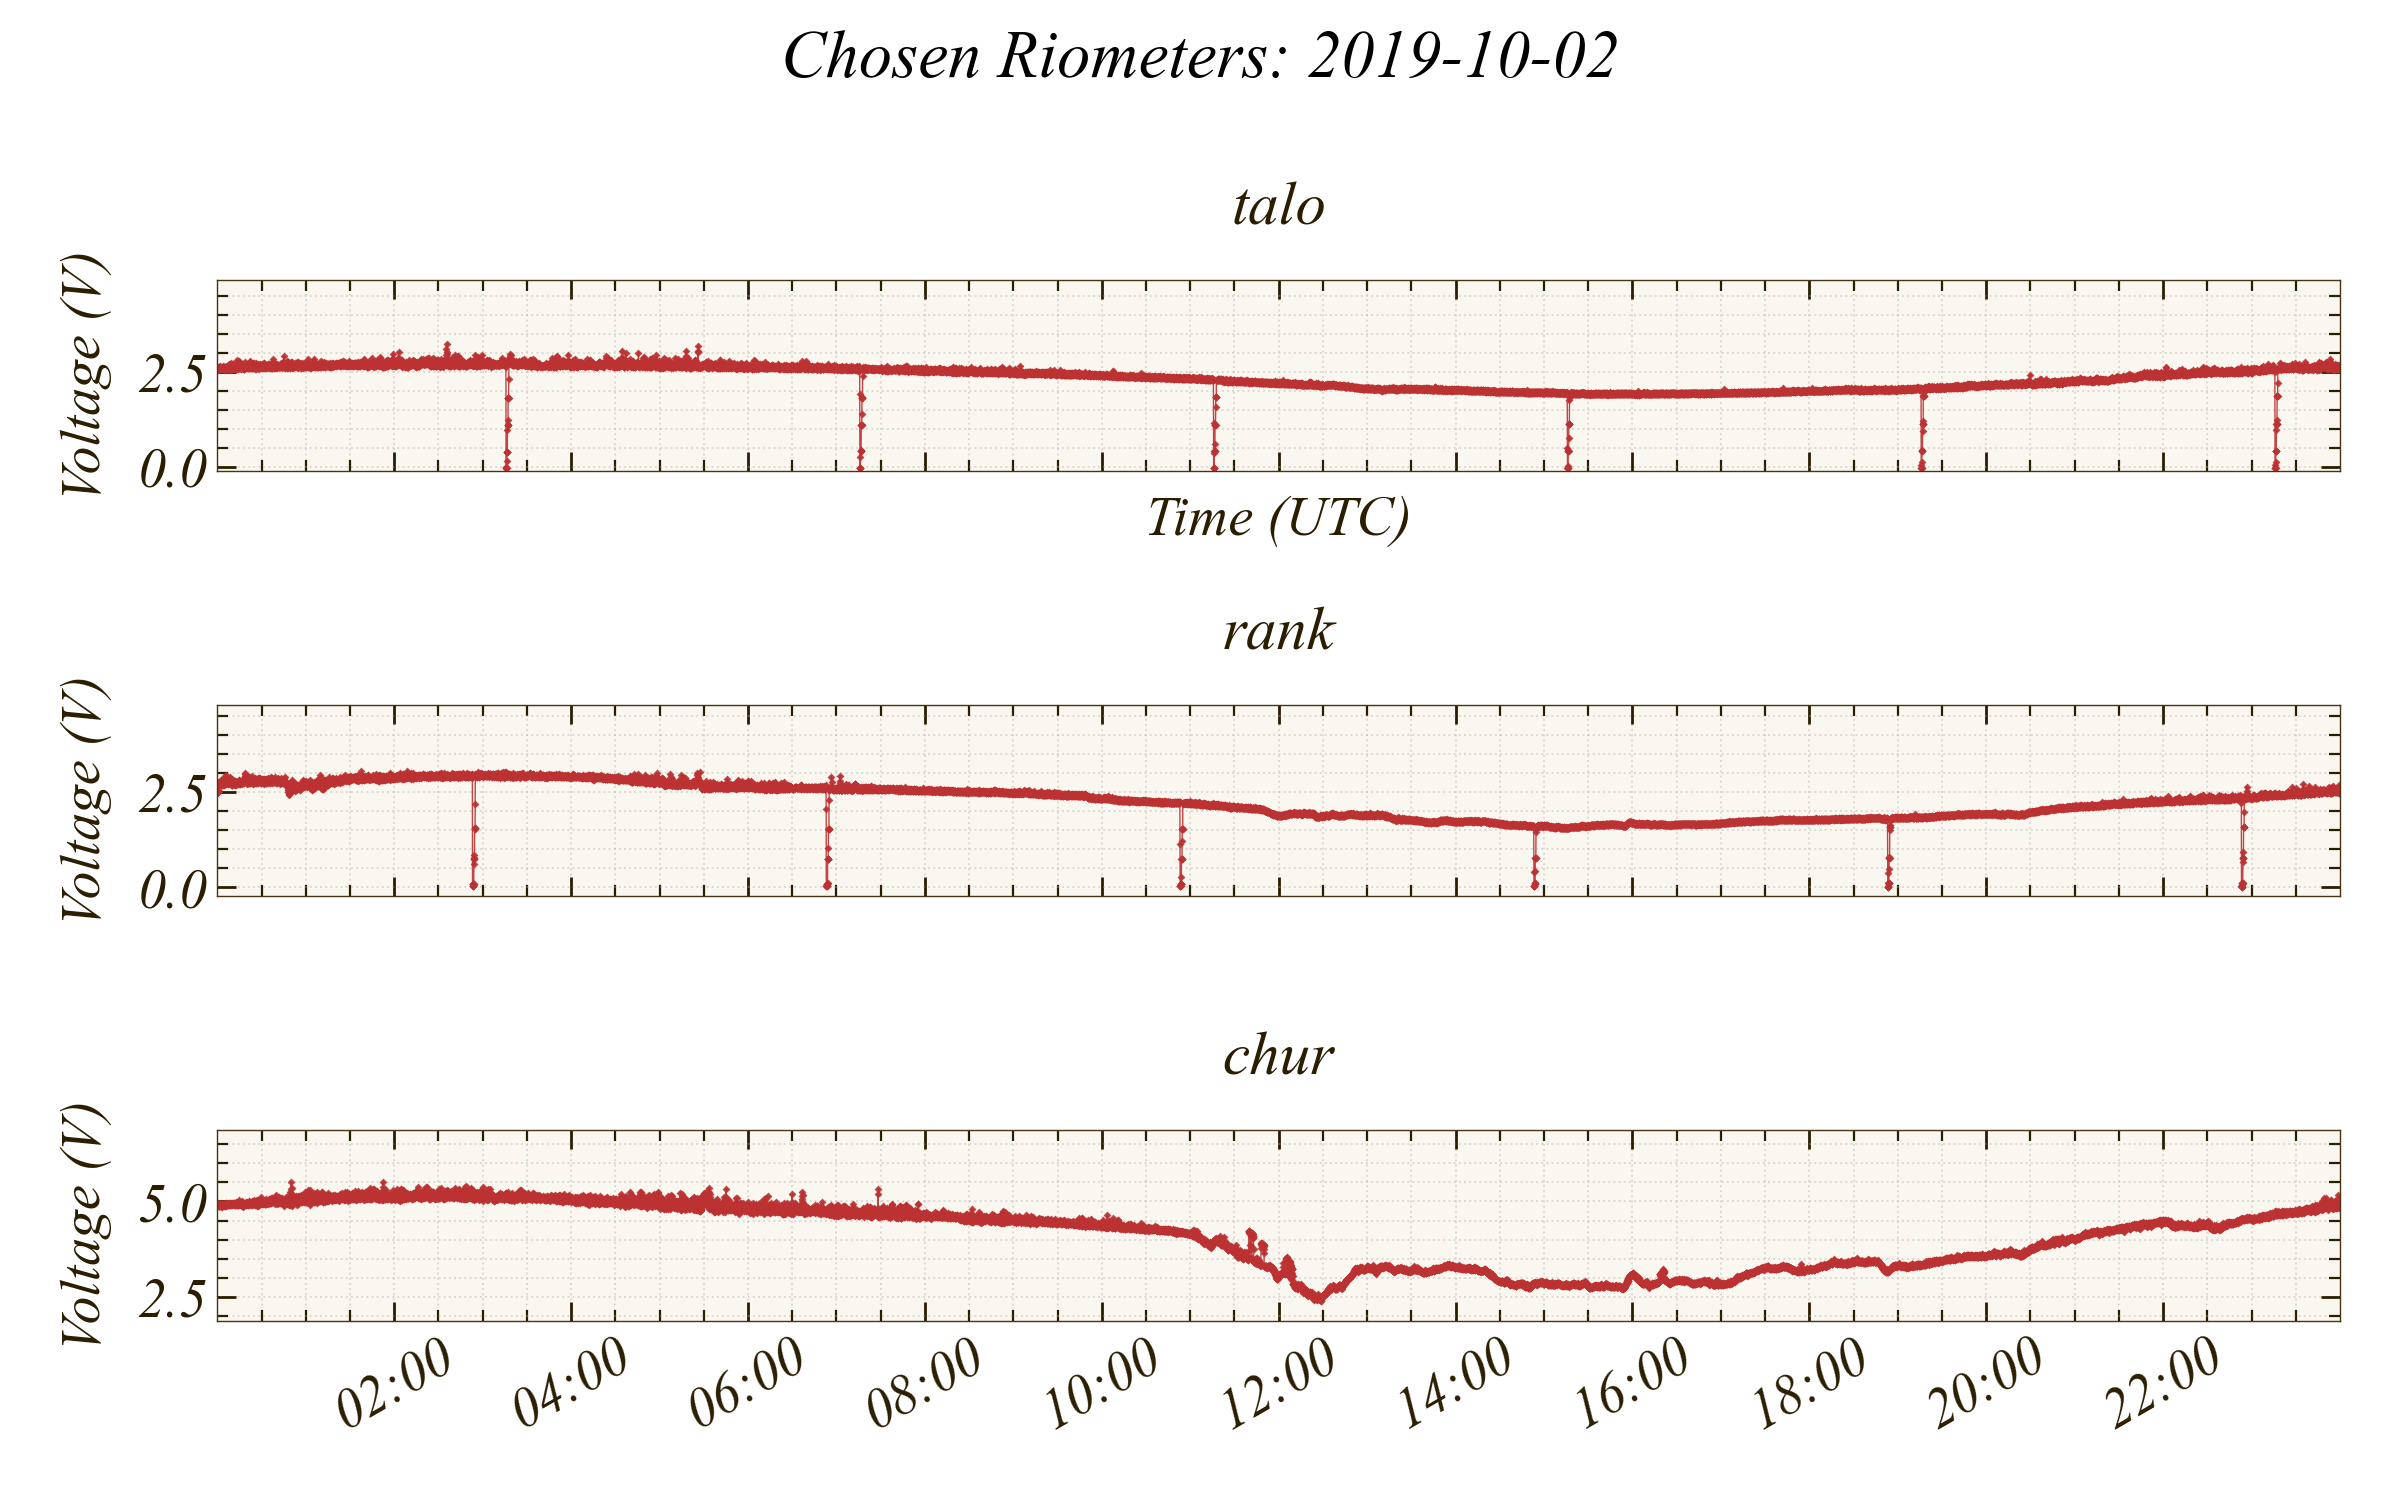 Chosen Riometers: 2019-10-02
talo
Voltage (V)
2.5
0.0
Time (UTC)
rank
Voltage (V)
2.5
0.0
chur
Voltage (V)
5.0
2.5
02:00 04:00 06:00 08:00 10:00 12:00 14:00 16:00 18:00 20:00 22:00